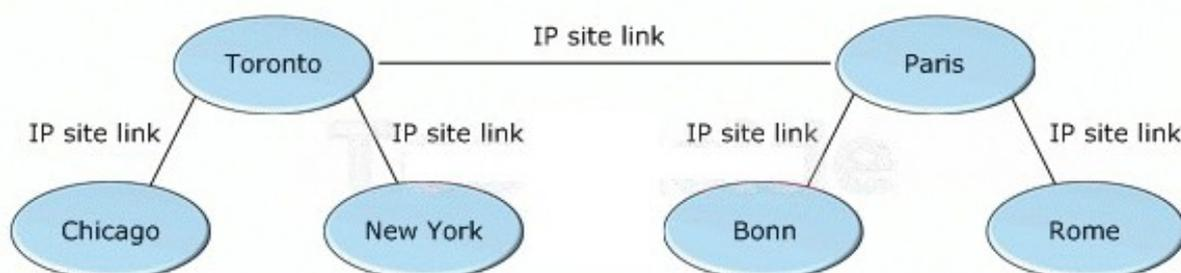 IP site link
Toronto
Paris
IP site link
IP site link
IP site link
IP site link
Chicago
New York
Bonn
Rome